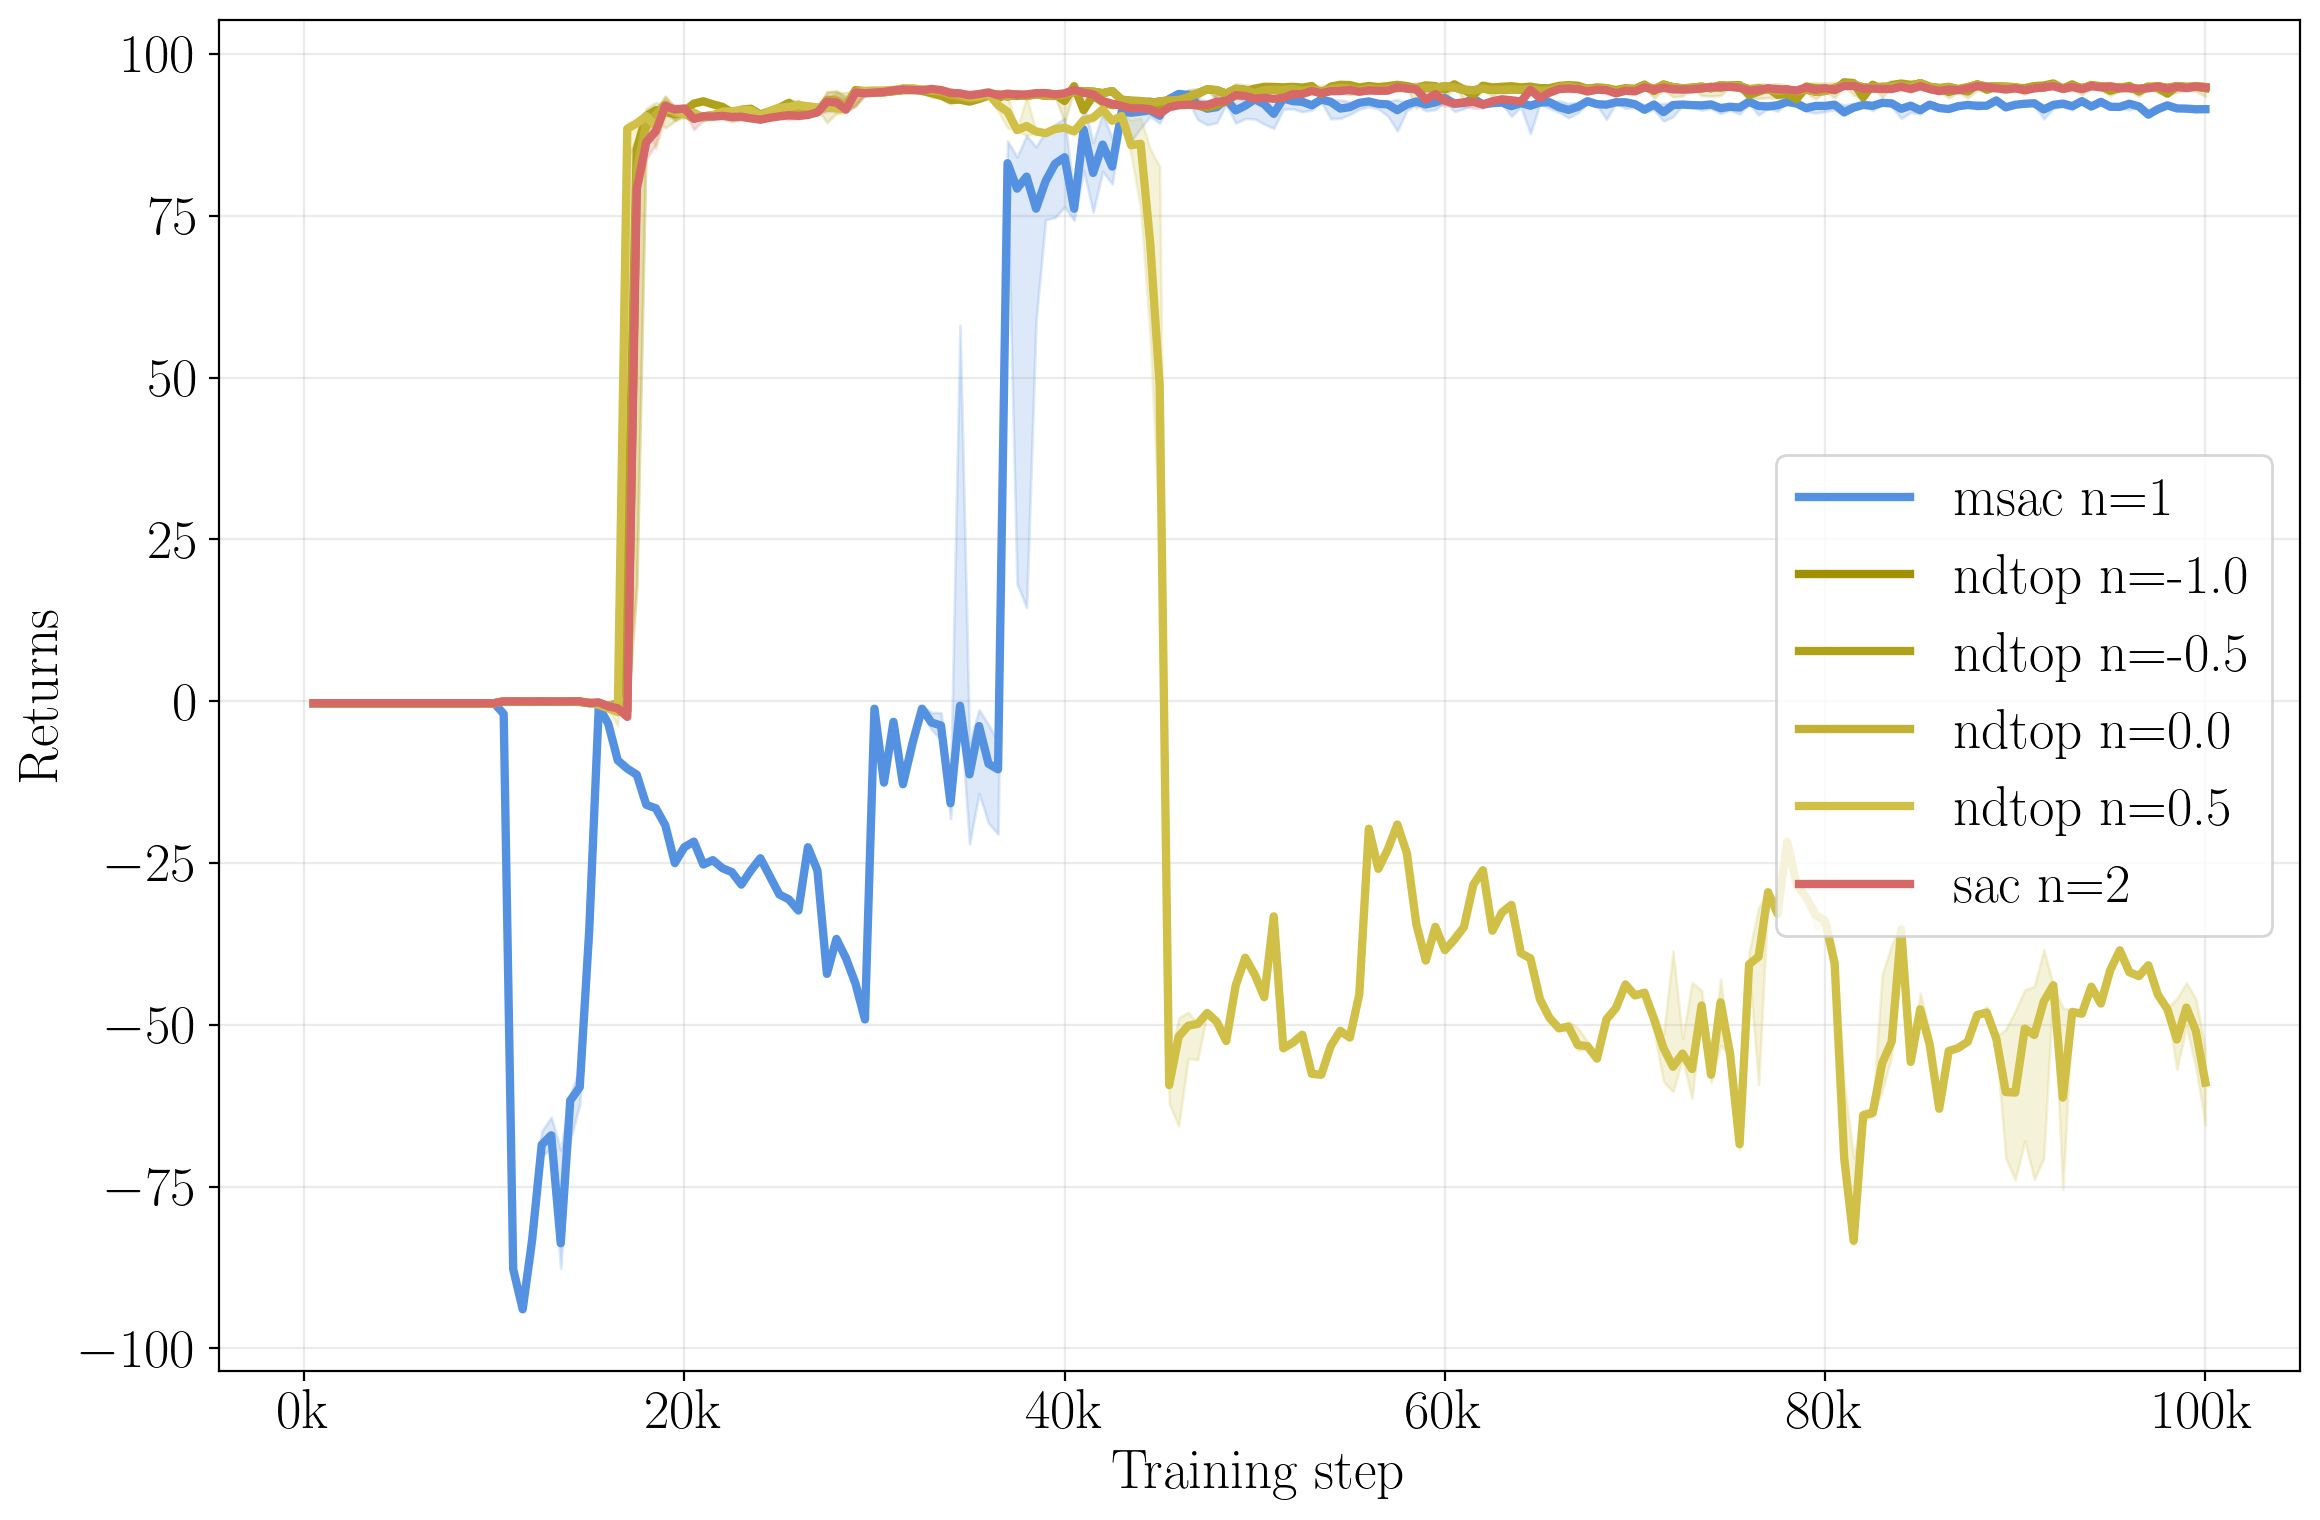 100
75
50
25
0
−25
−50
−75
−100
Returns
0k
20k
40k
60k
80k
100k
Training step
msac n=1
ndtop n=-1.0
ndtop n=-0.5
ndtop n=0.0
ndtop n=0.5
sac n=2